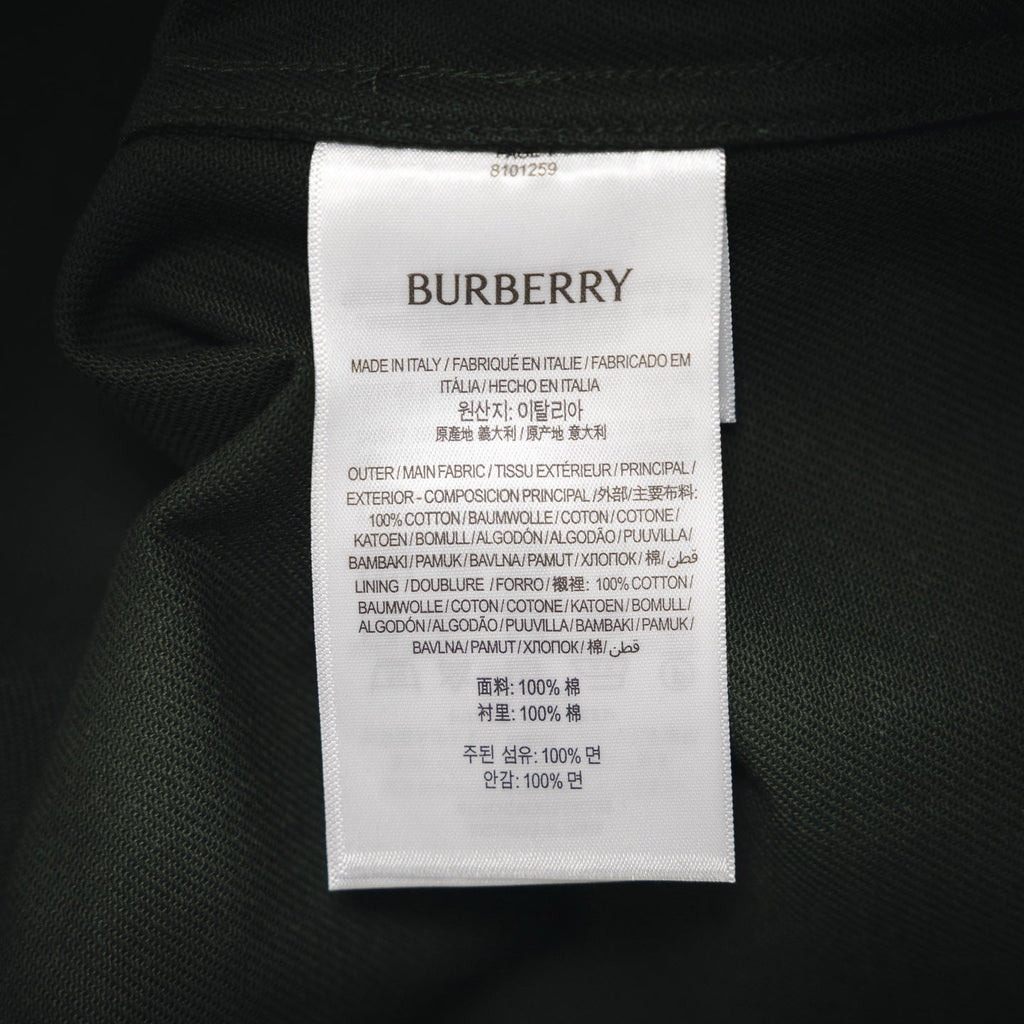 8101259
BURBERRY
MADE IN ITALY / FABRIQUÉ EN ITALIE / FABRICADO EM
ITÁLIA / HECHO EN ITALIA
원산지: 이탈리아
原產地 義大利 / 原产地 意大利
OUTER / MAIN FABRIC / TISSU EXTÉRIEUR / PRINCIPAL /
EXTERIOR - COMPOSICION PRINCIPAL /外部/主要布料:
100% COTTON / BAUMWOLLE / COTON / COTONE /
KATOEN / BOMULL / ALGODÓN / ALGODÃO / PUUVILLA /
BAMBAKI / PAMUK / BAVLNA / PAMUT / ХЛОПОК / 棉/ قطن
LINING / DOUBLURE / FORRO / 襯裡: 100% COTTON /
BAUMWOLLE / COTON / COTONE / KATOEN / BOMULL /
ALGODÓN / ALGODÃO / PUUVILLA / BAMBAKI / PAMUK /
BAVLNA / PAMUT / ХЛОПОК / 棉/ قطن
面料: 100% 棉
衬里: 100% 棉
주된 섬유: 100% 면
안감: 100% 면